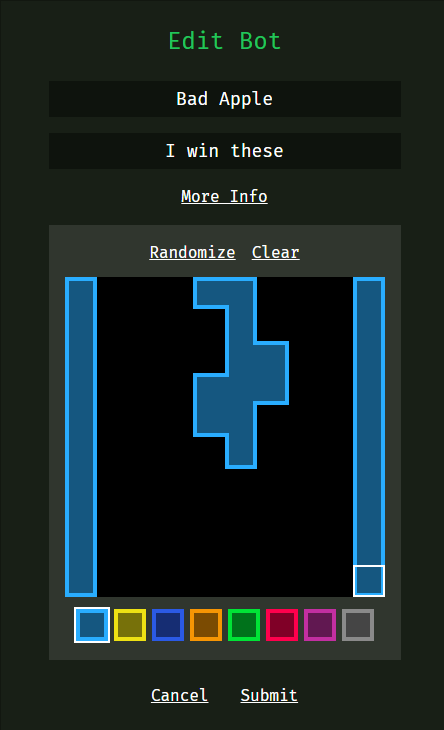 Edit Bot
Bad Apple
I win these
More Info
Randomize Clear
Cancel Submit